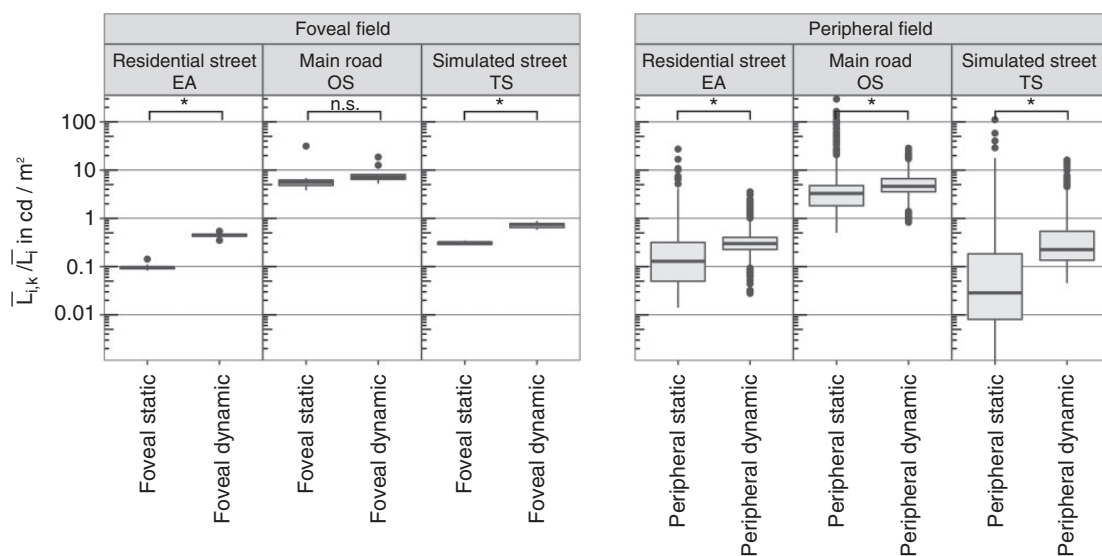 Foveal field
Residential street EA
Main road OS
Simulated street TS
*
n.s.
*
L̅i,k / L̅i in cd / m²
100
10
1
0.1
0.01
Foveal static
Foveal dynamic
Foveal static
Foveal dynamic
Foveal static
Foveal dynamic
Peripheral field
Residential street EA
Main road OS
Simulated street TS
*
*
*
Peripheral static
Peripheral dynamic
Peripheral static
Peripheral dynamic
Peripheral static
Peripheral dynamic